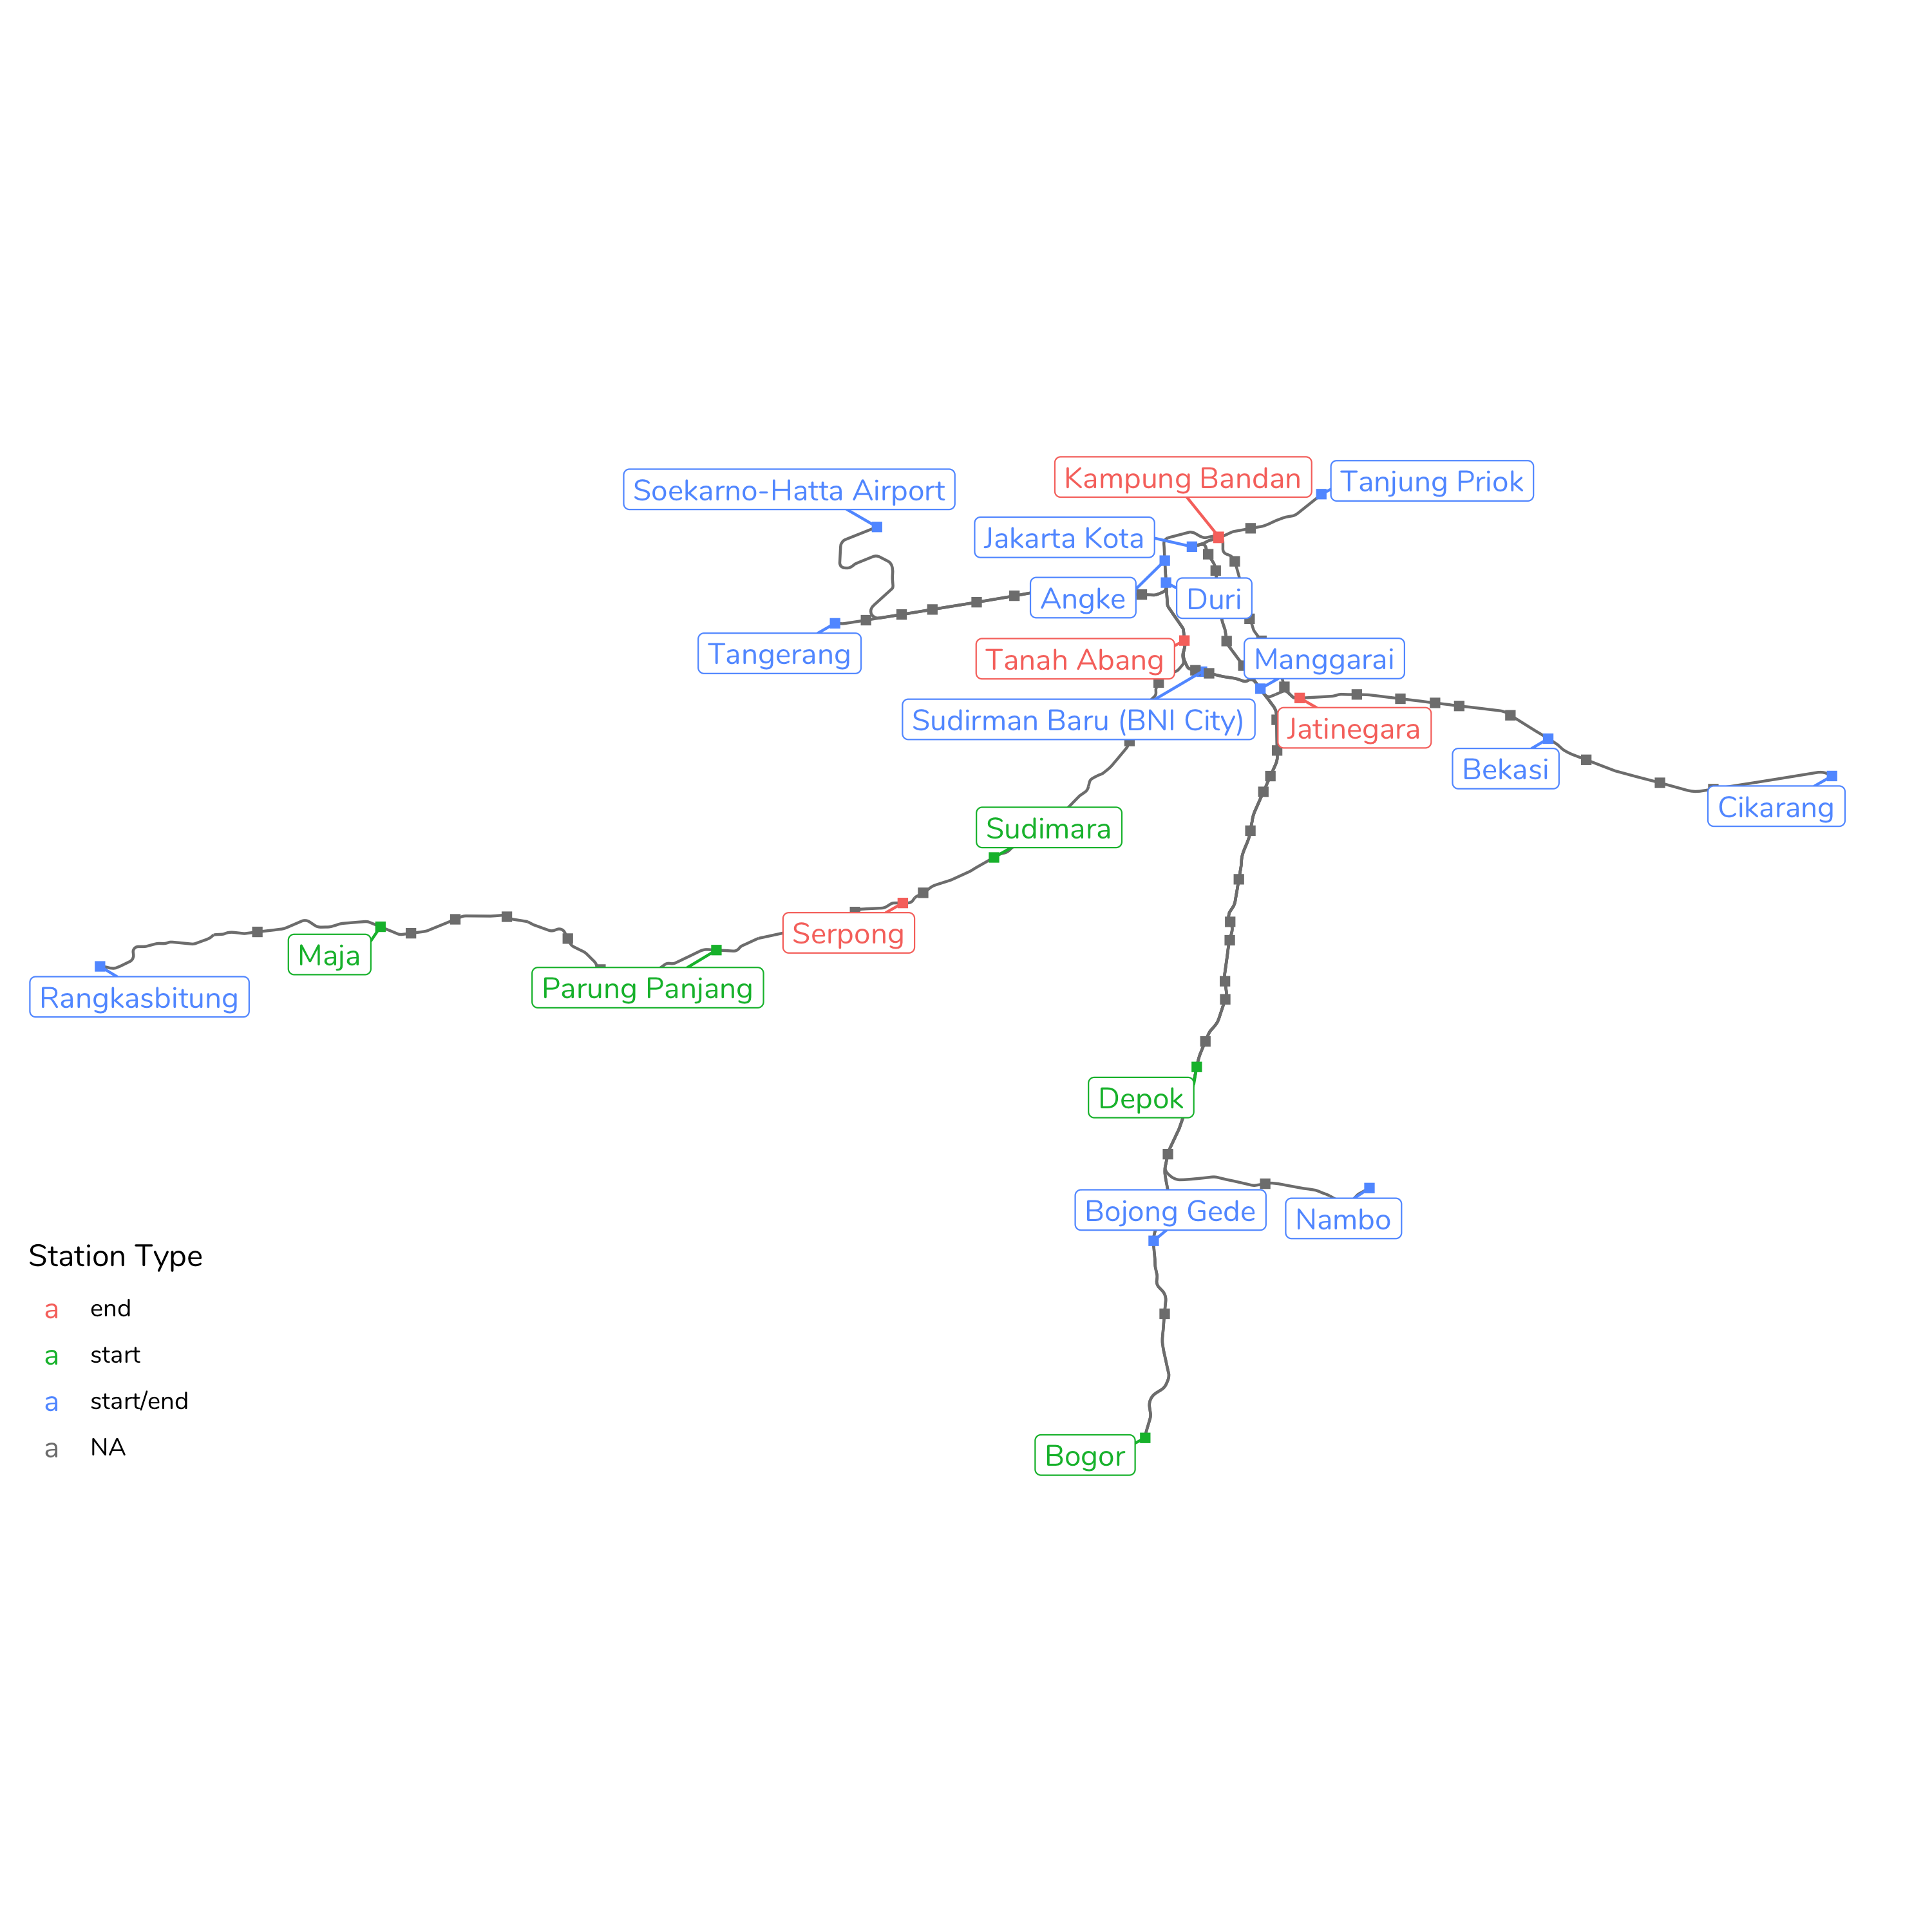 Kampung Bandan
Tanjung Priok
Soekarno-Hatta Airport
Jakarta Kota
Angke
Duri
Tangerang
Tanah Abang
Manggarai
Sudirman Baru (BNI City)
Jatinegara
Bekasi
Cikarang
Sudimara
Serpong
Maja
Parung Panjang
Rangkasbitung
Depok
Bojong Gede
Nambo
Station Type
a end
a start
a start/end
a NA
Bogor